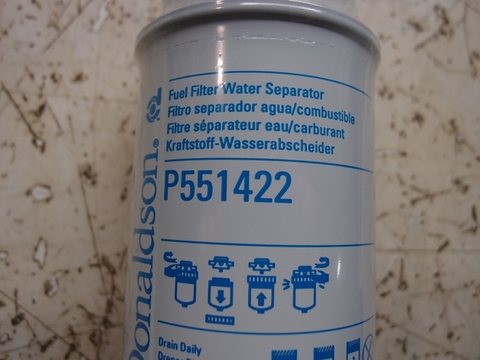 Donaldson®
Fuel Filter Water Separator
Filtro separador agua/combustible
Filtre séparateur eau/carburant
Kraftstoff-Wasserabscheider
P551422
Drain Daily